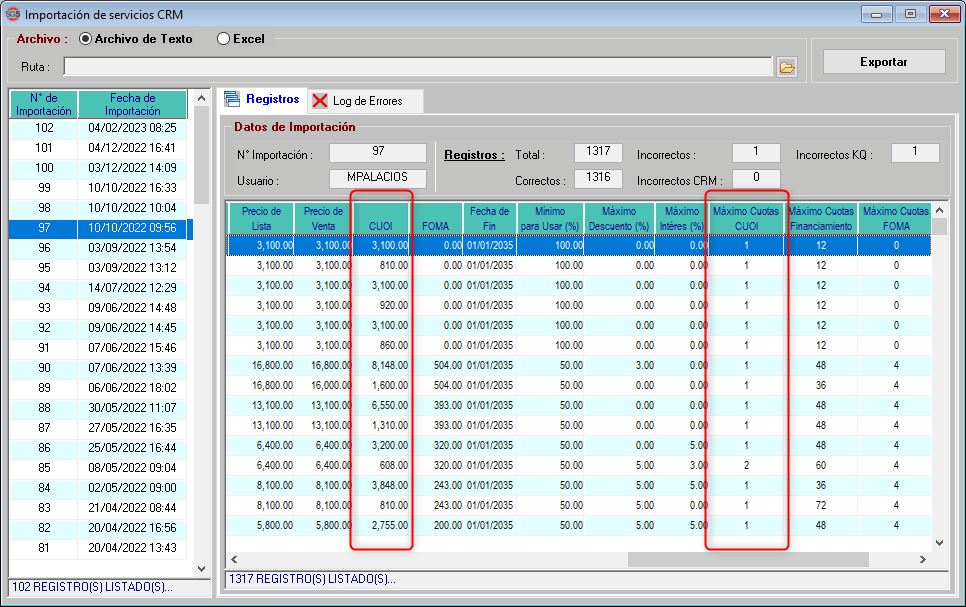 SG5 Importación de servicios CRM
Archivo : Archivo de Texto Excel
Ruta :
Exportar
N° de Importación Fecha de Importación
102 04/02/2023 08:25
101 04/12/2022 16:41
100 03/12/2022 14:09
99 10/10/2022 16:33
98 10/10/2022 10:04
97 10/10/2022 09:56
96 03/09/2022 13:54
95 03/09/2022 13:12
94 14/07/2022 12:29
93 09/06/2022 14:48
92 09/06/2022 14:45
91 07/06/2022 15:46
90 07/06/2022 13:39
89 06/06/2022 18:02
88 30/05/2022 11:07
87 27/05/2022 16:35
86 25/05/2022 16:44
85 08/05/2022 09:04
84 02/05/2022 09:00
83 21/04/2022 08:44
82 20/04/2022 16:56
81 20/04/2022 13:43
102 REGISTRO(S) LISTADO(S)...
Registros Log de Errores
Datos de Importación
N° Importación : 97 Registros : Total : 1317 Incorrectos : 1 Incorrectos KQ : 1
Usuario : MPALACIOS Correctos : 1316 Incorrectos CRM : 0
Precio de Lista Precio de Venta CUOI FOMA Fecha de Fin Mínimo para Usar (%) Máximo Descuento (%) Máximo Intéres (%) Máximo Cuotas CUOI Máximo Cuotas Financiamiento Máximo Cuotas FOMA
3,100.00 3,100.00 3,100.00 0.00 01/01/2035 100.00 0.00 0.00 1 12 0
3,100.00 3,100.00 810.00 0.00 01/01/2035 100.00 0.00 0.00 1 12 0
3,100.00 3,100.00 3,100.00 0.00 01/01/2035 100.00 0.00 0.00 1 12 0
3,100.00 3,100.00 920.00 0.00 01/01/2035 100.00 0.00 0.00 1 12 0
3,100.00 3,100.00 3,100.00 0.00 01/01/2035 100.00 0.00 0.00 1 12 0
3,100.00 3,100.00 860.00 0.00 01/01/2035 100.00 0.00 0.00 1 12 0
16,800.00 16,800.00 8,148.00 504.00 01/01/2035 50.00 3.00 0.00 1 48 4
16,800.00 16,000.00 1,600.00 504.00 01/01/2035 50.00 0.00 0.00 1 36 4
13,100.00 13,100.00 6,550.00 393.00 01/01/2035 50.00 0.00 0.00 1 48 4
13,100.00 13,100.00 1,310.00 393.00 01/01/2035 50.00 0.00 0.00 1 48 4
6,400.00 6,400.00 3,200.00 320.00 01/01/2035 50.00 0.00 5.00 1 48 4
6,400.00 6,400.00 608.00 320.00 01/01/2035 50.00 5.00 3.00 2 60 4
8,100.00 8,100.00 3,848.00 243.00 01/01/2035 50.00 5.00 5.00 1 36 4
8,100.00 8,100.00 810.00 243.00 01/01/2035 50.00 5.00 0.00 1 72 4
5,800.00 5,800.00 2,755.00 200.00 01/01/2035 50.00 5.00 5.00 1 48 4
1317 REGISTRO(S) LISTADO(S)...